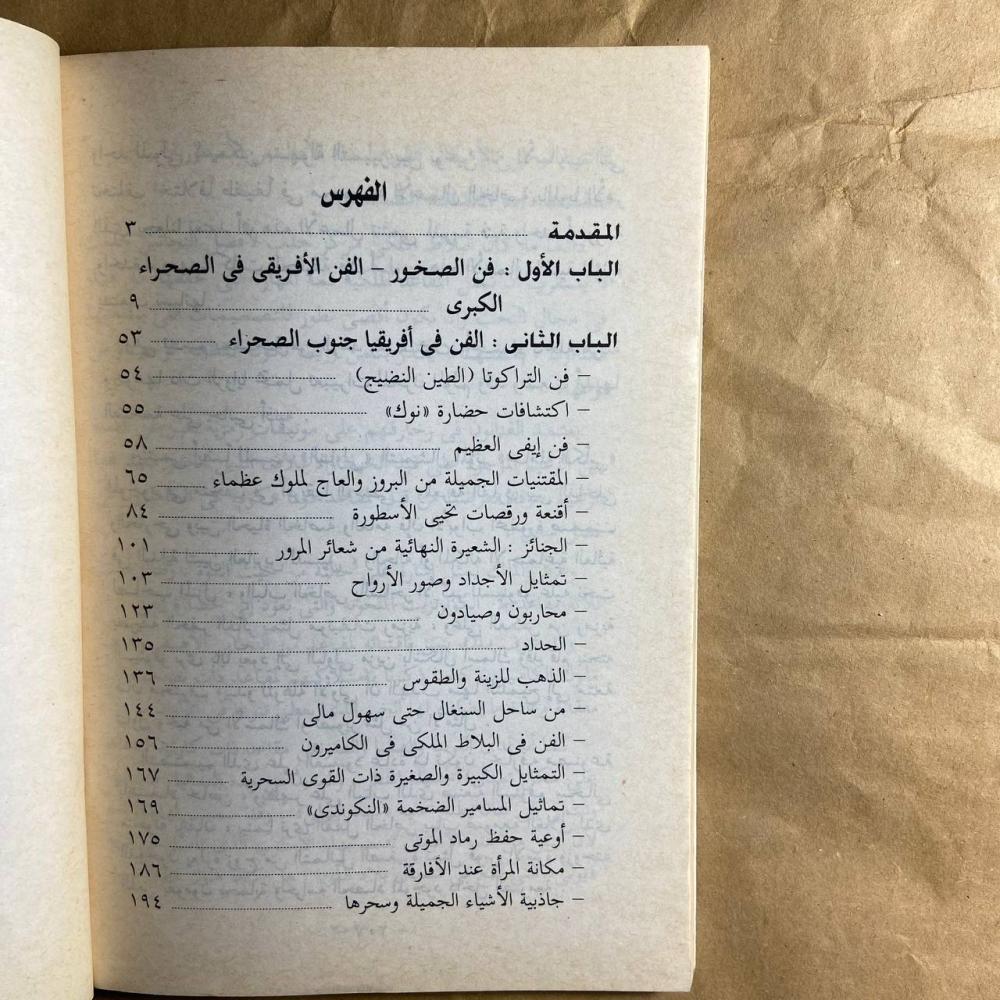 الفهرس
المقدمة ........ ٣
الباب الأول : فن الصخور – الفن الأفريقى فى الصحراء
الكبرى ........ ٩
الباب الثانى : الفن فى أفريقيا جنوب الصحراء ........ ٥٣
– فن التراكوتا (الطين النضيج) ........ ٥٤
– اكتشافات حضارة «نوك» ........ ٥٥
– فن إيفى العظيم ........ ٥٨
– المقتنيات الجميلة من البروز والعاج لملوك عظماء ........ ٦٥
– أقنعة ورقصات تحيى الأسطورة ........ ٨٤
– الجنائز : الشعيرة النهائية من شعائر المرور ........ ١٠١
– تمثايل الأجداد وصور الأرواح ........ ١٠٣
– محاربون وصيادون ........ ١٢٣
– الحداد ........ ١٣٥
– الذهب للزينة والطقوس ........ ١٣٦
– من ساحل السنغال حتى سهول مالى ........ ١٤٤
– الفن فى البلاط الملكى فى الكاميرون ........ ١٥٦
– التمثايل الكبيرة والصغيرة ذات القوى السحرية ........ ١٦٧
– تماثيل المسامير الضخمة «النكوندى» ........ ١٦٩
– أوعية حفظ رماد الموتى ........ ١٧٥
– مكانة المرأة عند الأفارقة ........ ١٨٦
– جاذبية الأشياء الجميلة وسحرها ........ ١٩٤